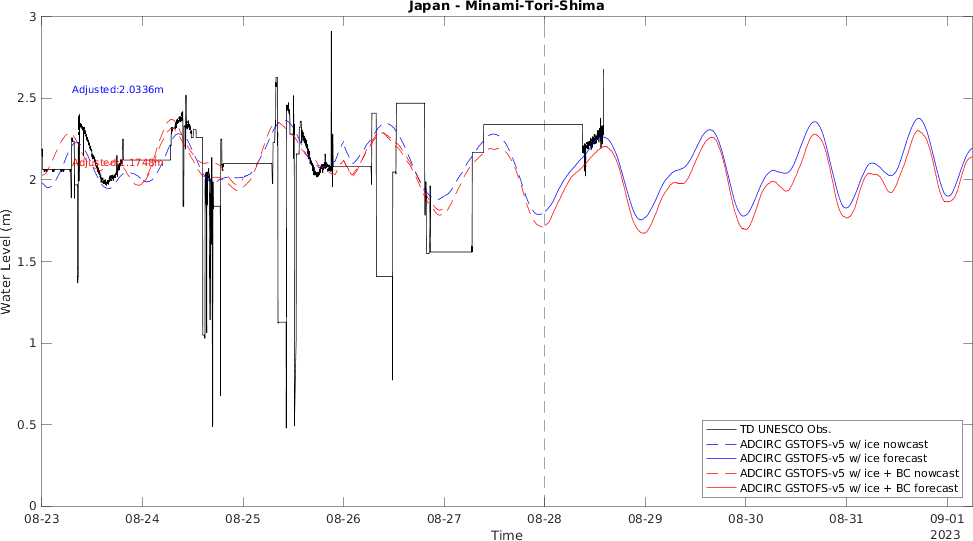 Japan - Minami-Tori-Shima
3
2.5
2
1.5
1
0.5
0
Water Level (m)
Adjusted:2.0336m
TD UNESCO Obs.
ADCIRC GSTOFS-v5 w/ ice nowcast
ADCIRC GSTOFS-v5 w/ ice forecast
ADCIRC GSTOFS-v5 w/ ice + BC nowcast
ADCIRC GSTOFS-v5 w/ ice + BC forecast
08-23 08-24 08-25 08-26 08-27 08-28 08-29 08-30 08-31 09-01
Time
2023